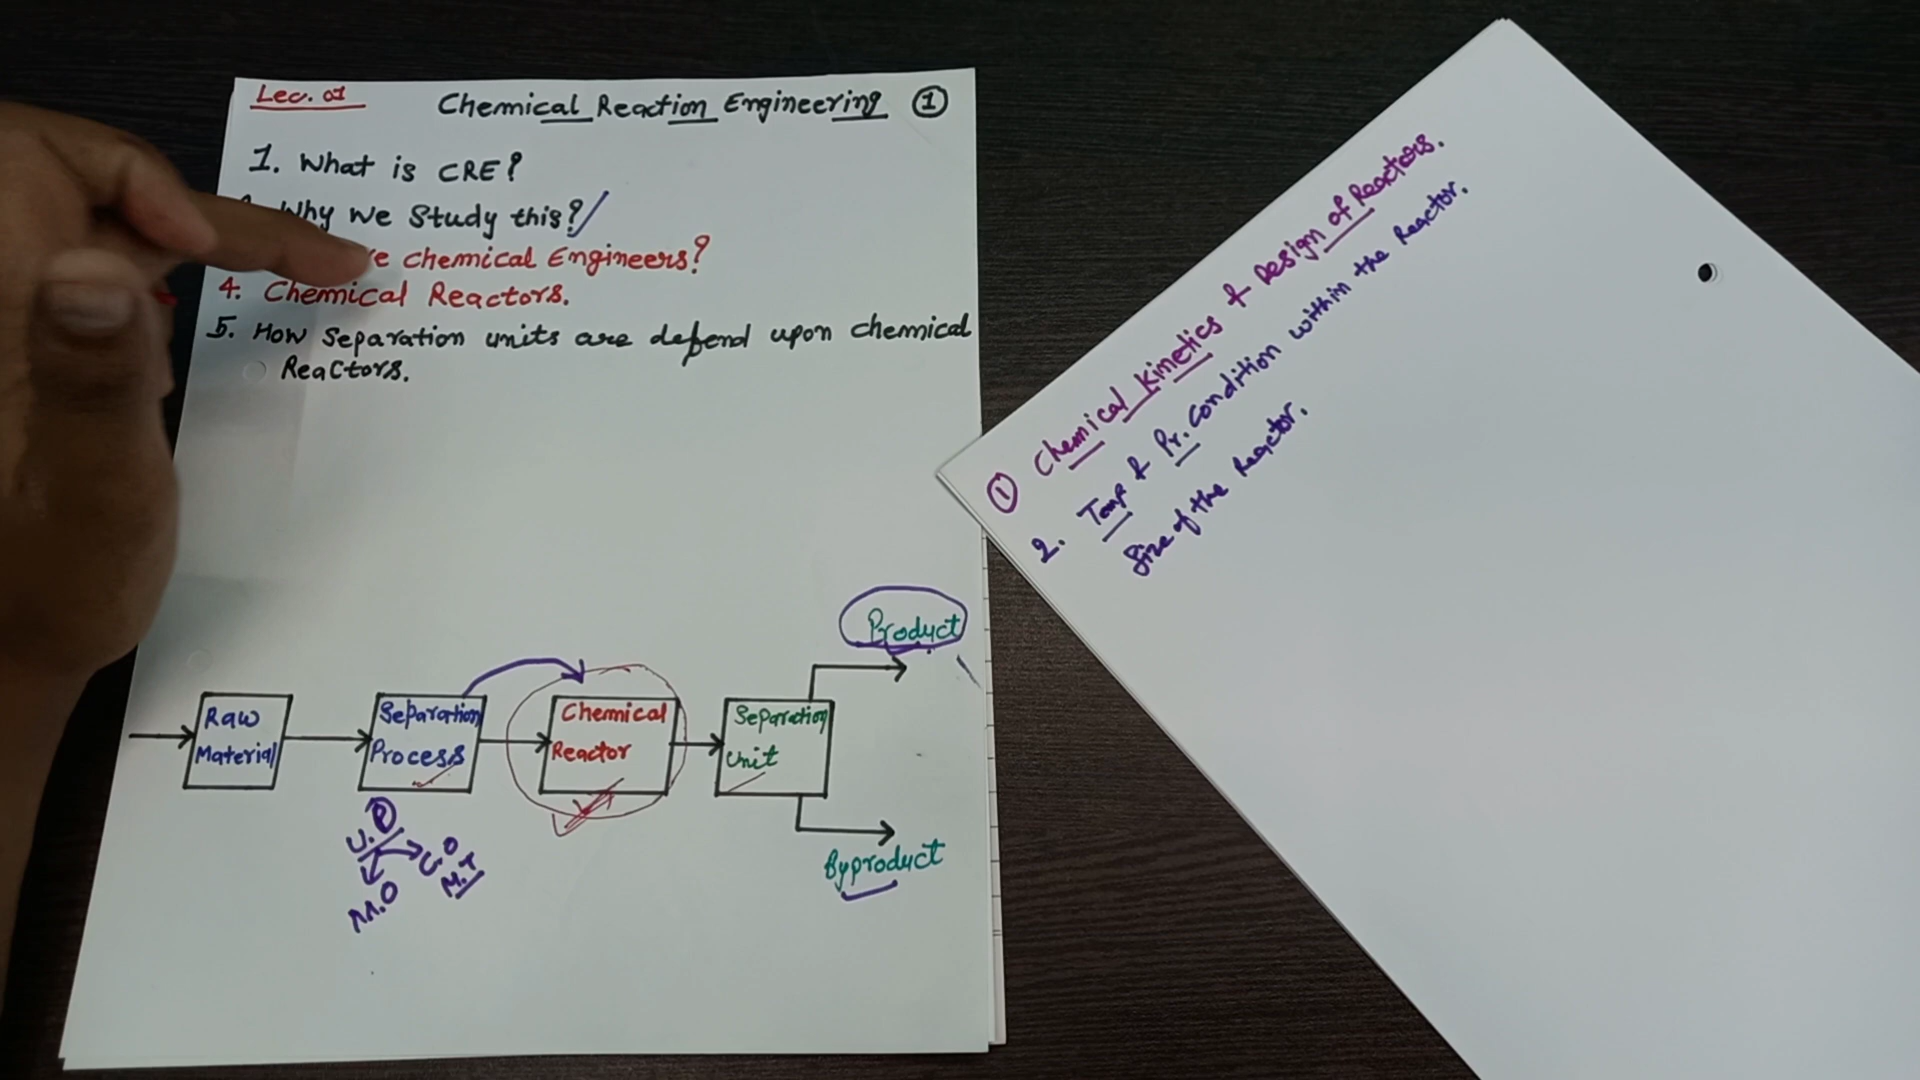 Lec. 01
Chemical Reaction Engineering ①
1. What is CRE?
Why we Study this?
chemical Engineers?
4. Chemical Reactors.
5. How Separation units are depend upon chemical
Reactors.
Product
Raw
Material
Separation
Process
Chemical
Reactor
Separation
Unit
Byproduct
U.O
M.O
① Chemical Kinetics & Design of Reactors.
2. Temp & Pr. Condition within the Reactor.
Size of the Reactor.